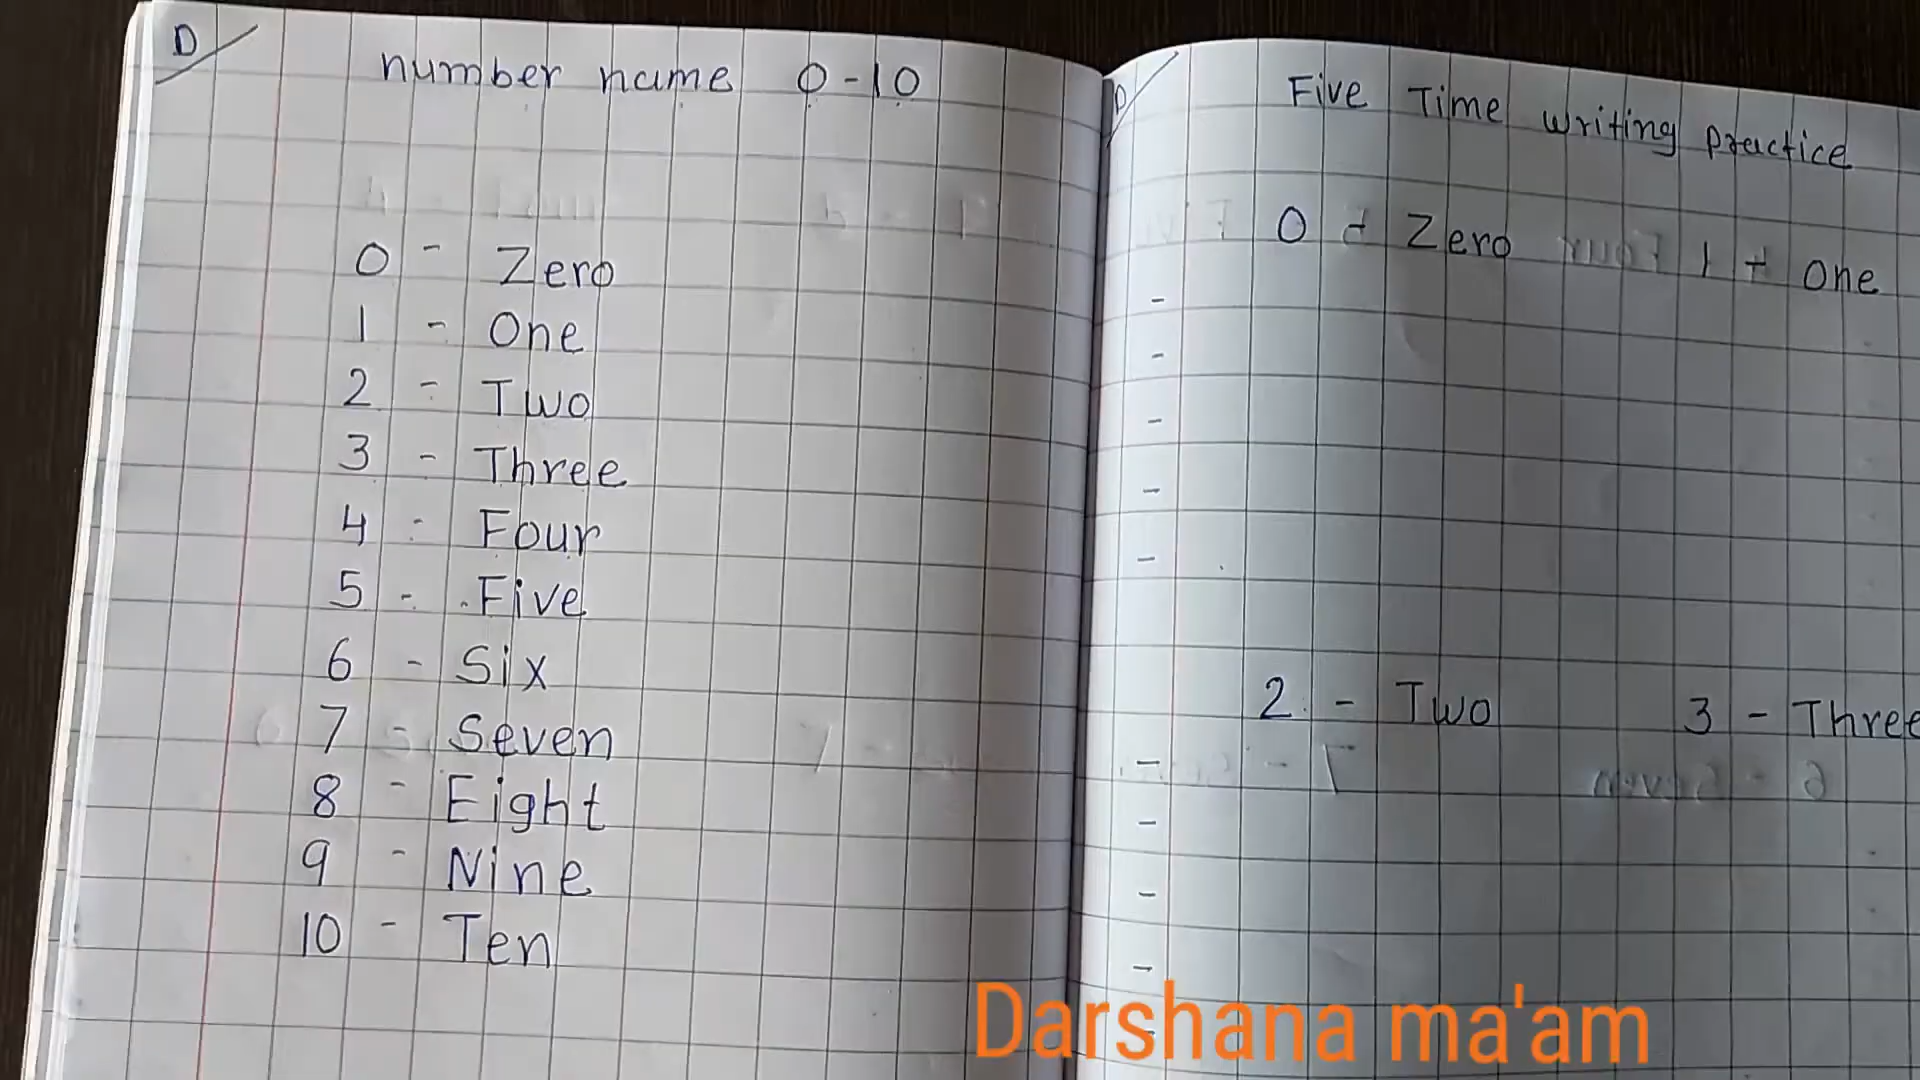 D
number name 0-10
0 - Zero
1 - One
2 - Two
3 - Three
4 - Four
5 - Five
6 - Six
7 - Seven
8 - Eight
9 - Nine
10 - Ten
D
Five Time writing practice
0 - Zero 1 - One
-
-
-
-
-
2 - Two 3 - Three
-
-
-
-
Darshana ma'am